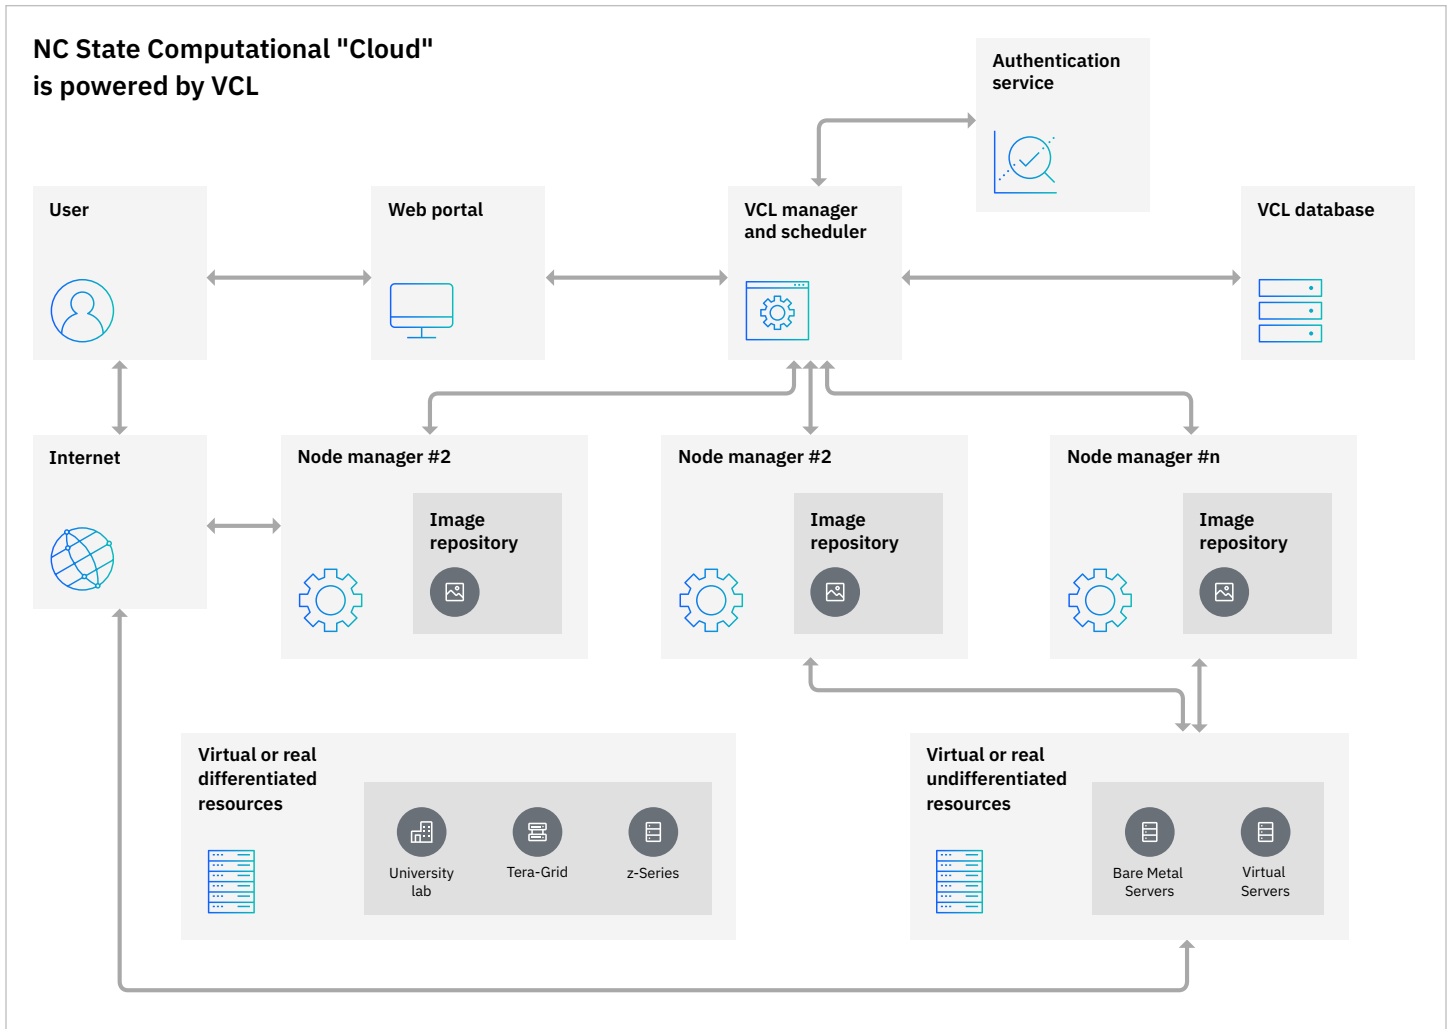 NC State Computational "Cloud"
is powered by VCL
Authentication
service
User
Web portal
VCL manager
and scheduler
VCL database
Internet
Node manager #2
Image
repository
Node manager #2
Image
repository
Node manager #n
Image
repository
Virtual or real
differentiated
resources
University
lab
Tera-Grid
z-Series
Virtual or real
undifferentiated
resources
Bare Metal
Servers
Virtual
Servers